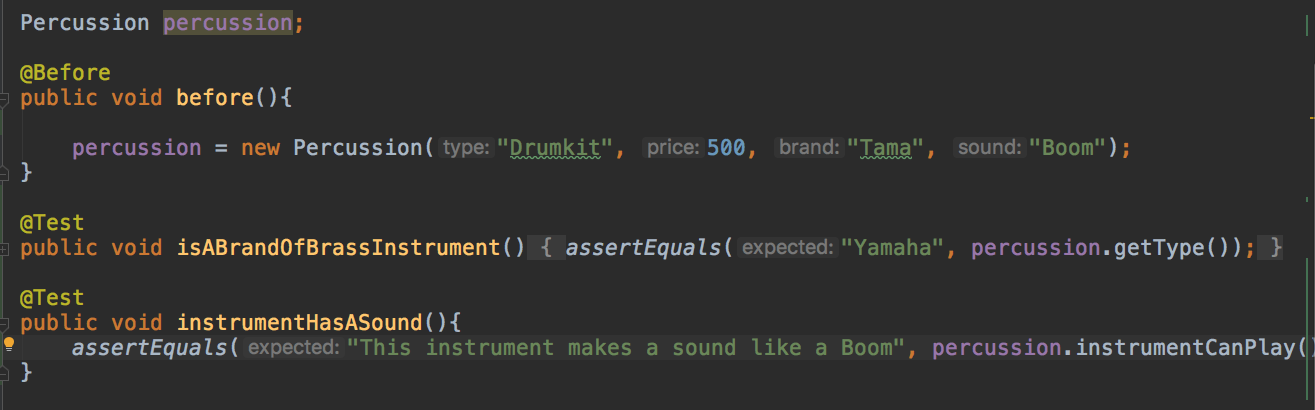 Percussion percussion;
@Before
public void before(){
percussion = new Percussion( type: "Drumkit", price: 500, brand: "Tama", sound: "Boom");
}
@Test
public void isABrandOfBrassInstrument() { assertEquals( expected: "Yamaha", percussion.getType()); }
@Test
public void instrumentHasASound(){
assertEquals( expected: "This instrument makes a sound like a Boom", percussion.instrumentCanPlay(
}